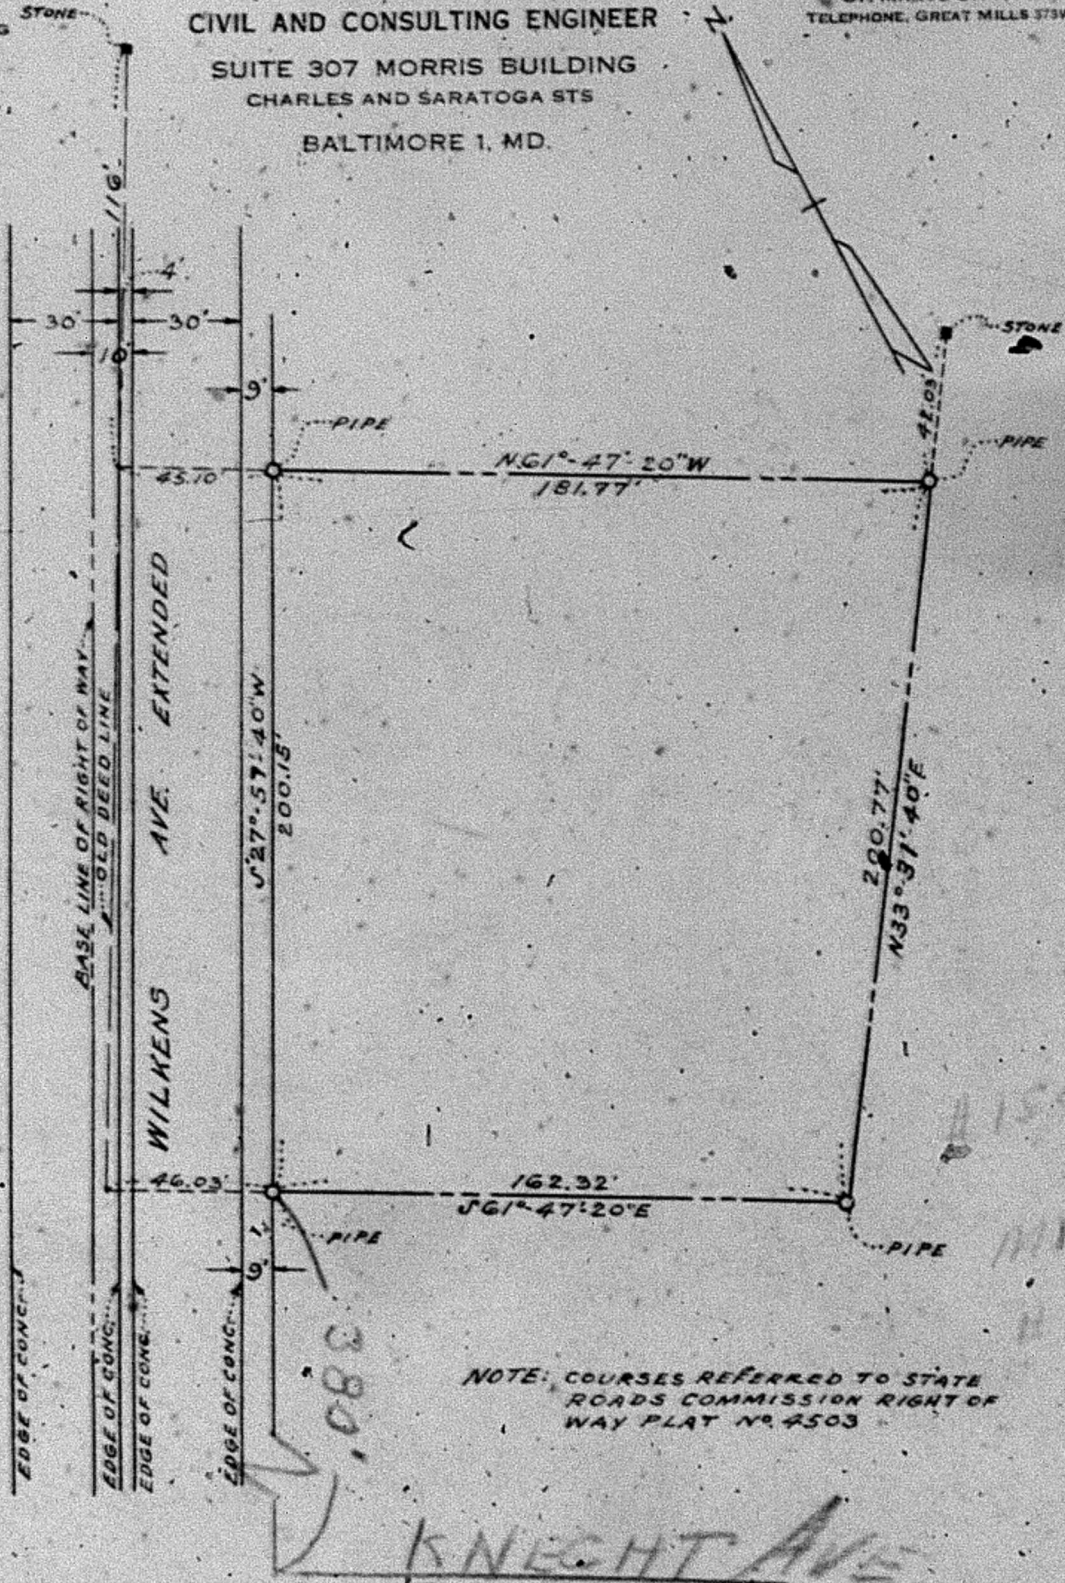 STONE
CIVIL AND CONSULTING ENGINEER
SUITE 307 MORRIS BUILDING
CHARLES AND SARATOGA STS
BALTIMORE 1, MD.
TELEPHONE, GREAT MILLS
N.
116'
4'
30'
30'
10'
9'
PIPE
STONE
42.03'
PIPE
45.10'
N.61°-47'-20"W
181.77'
BASE LINE OF RIGHT OF WAY
OLD DEED LINE
WILKENS AVE. EXTENDED
S 27°-57'-40"W
200.15'
200.77'
N33°-31'-40"E
46.03'
162.32'
S61°-47'-20"E
PIPE
PIPE
9'
EDGE OF CONC.
EDGE OF CONC.
EDGE OF CONC.
EDGE OF CONC.
380'
NOTE: COURSES REFERRED TO STATE
ROADS COMMISSION RIGHT OF
WAY PLAT No. 4503
KNECHT AVE